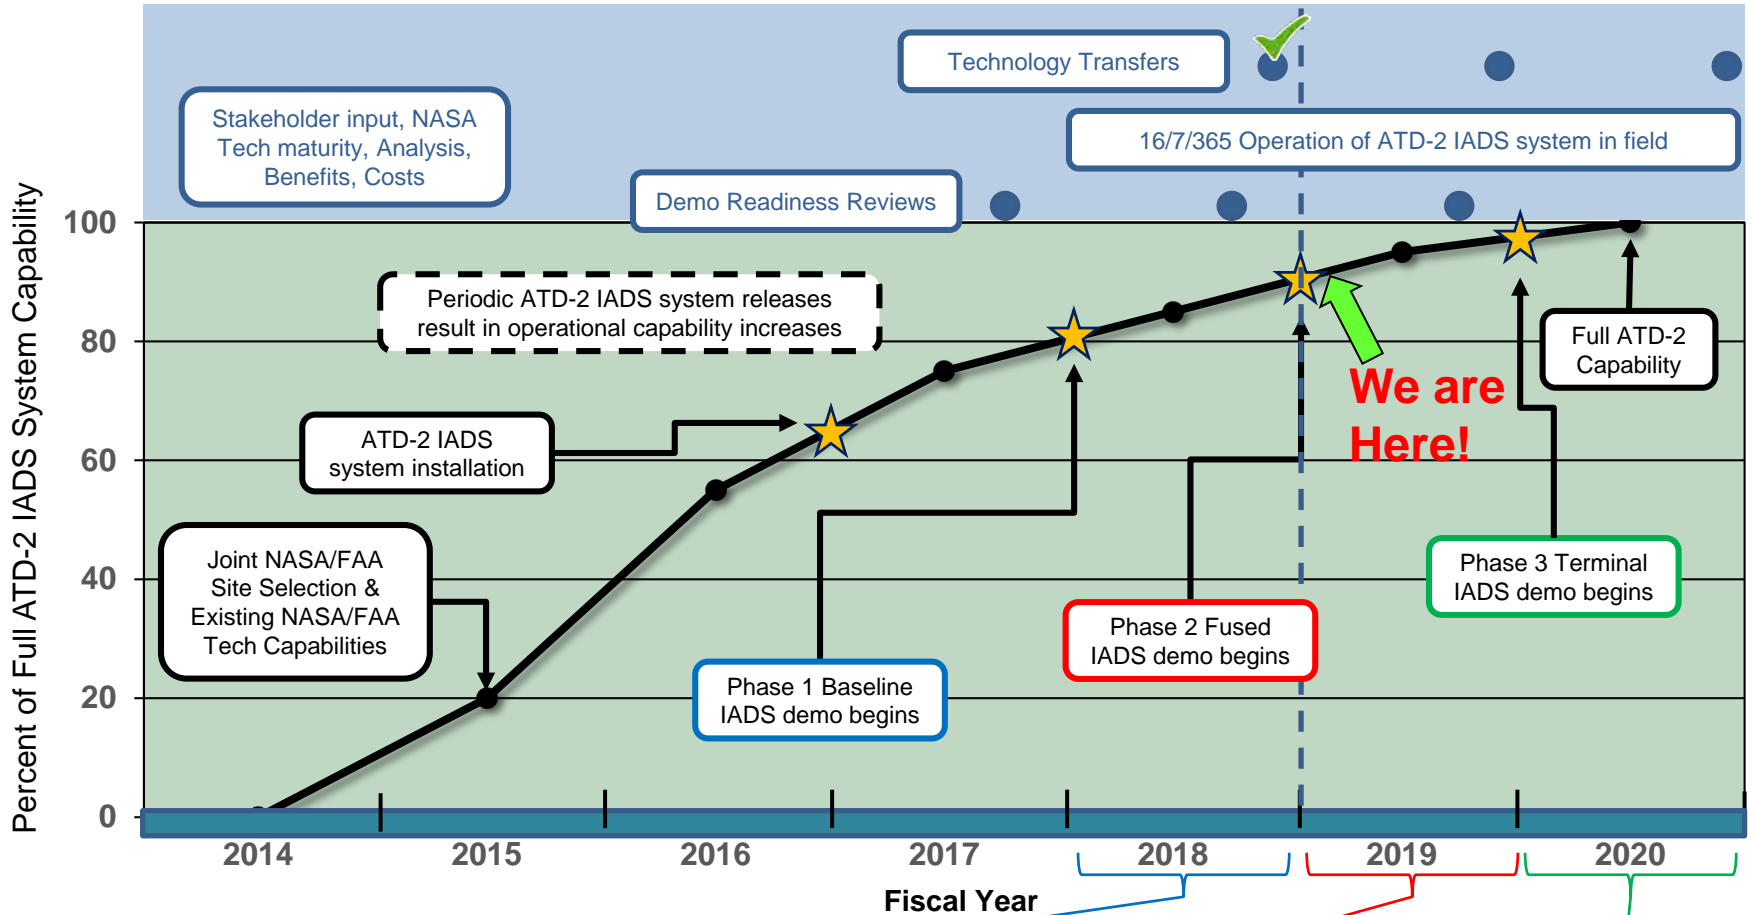 Technology Transfers
Stakeholder input, NASA
Tech maturity, Analysis,
Benefits, Costs
16/7/365 Operation of ATD-2 IADS system in field
Demo Readiness Reviews
Percent of Full ATD-2 IADS System Capability
100
80
60
40
20
0
Periodic ATD-2 IADS system releases
result in operational capability increases
Full ATD-2
Capability
We are
Here!
ATD-2 IADS
system installation
Joint NASA/FAA
Site Selection &
Existing NASA/FAA
Tech Capabilities
Phase 1 Baseline
IADS demo begins
Phase 2 Fused
IADS demo begins
Phase 3 Terminal
IADS demo begins
2014 2015 2016 2017 2018 2019 2020
Fiscal Year